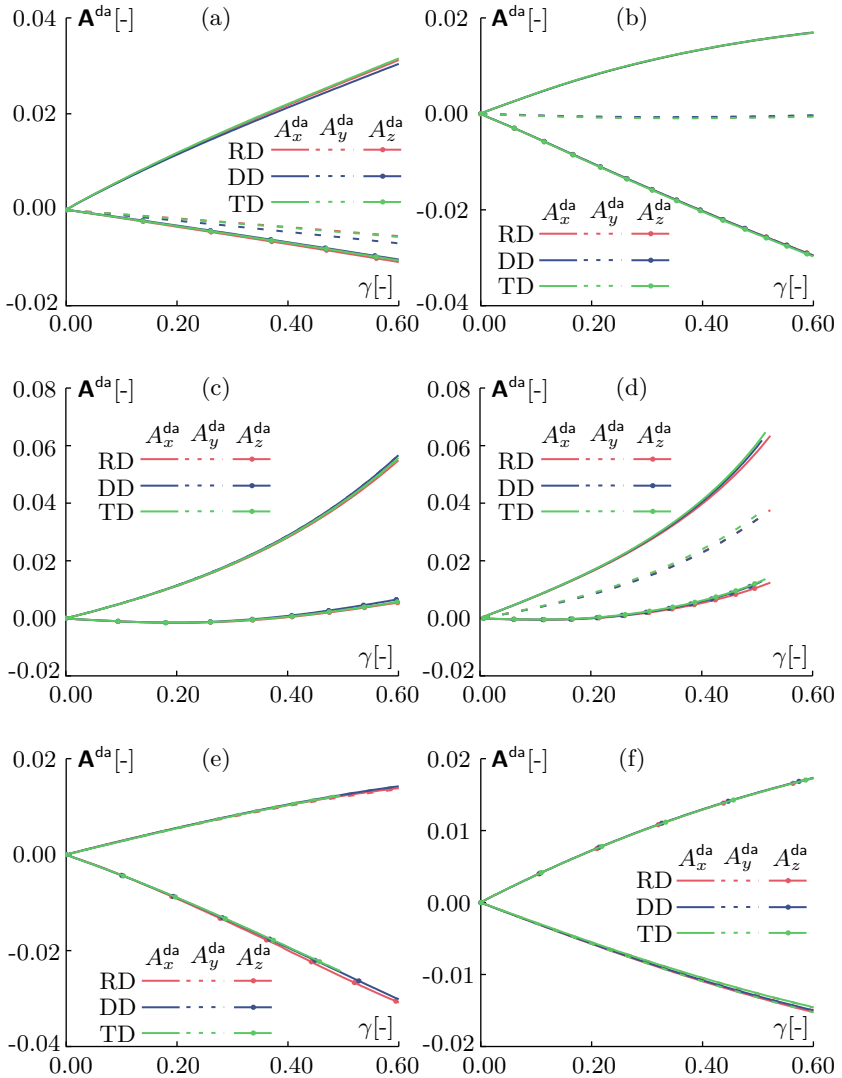 0.04 𝗔ᵈᵃ[-] (a)
0.02
0.00
-0.02
A_x^da A_y^da A_z^da
RD
DD
TD
γ[-]
0.00 0.20 0.40 0.60
0.02 𝗔ᵈᵃ[-] (b)
0.00
-0.02
-0.04
A_x^da A_y^da A_z^da
RD
DD
TD
γ[-]
0.00 0.20 0.40 0.60
0.08 𝗔ᵈᵃ[-] (c)
0.06
0.04
0.02
0.00
-0.02
A_x^da A_y^da A_z^da
RD
DD
TD
γ[-]
0.00 0.20 0.40 0.60
0.08 𝗔ᵈᵃ[-] (d)
0.06
0.04
0.02
0.00
-0.02
A_x^da A_y^da A_z^da
RD
DD
TD
γ[-]
0.00 0.20 0.40 0.60
0.02 𝗔ᵈᵃ[-] (e)
0.00
-0.02
-0.04
A_x^da A_y^da A_z^da
RD
DD
TD
γ[-]
0.00 0.20 0.40 0.60
0.02 𝗔ᵈᵃ[-] (f)
0.01
0.00
-0.01
-0.02
A_x^da A_y^da A_z^da
RD
DD
TD
γ[-]
0.00 0.20 0.40 0.60